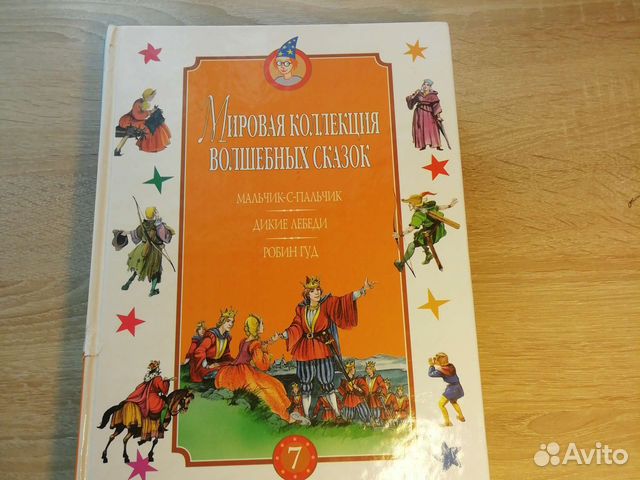 Мировая коллекция
волшебных сказок
Мальчик-с-пальчик
Дикие лебеди
Робин Гуд
7
Avito